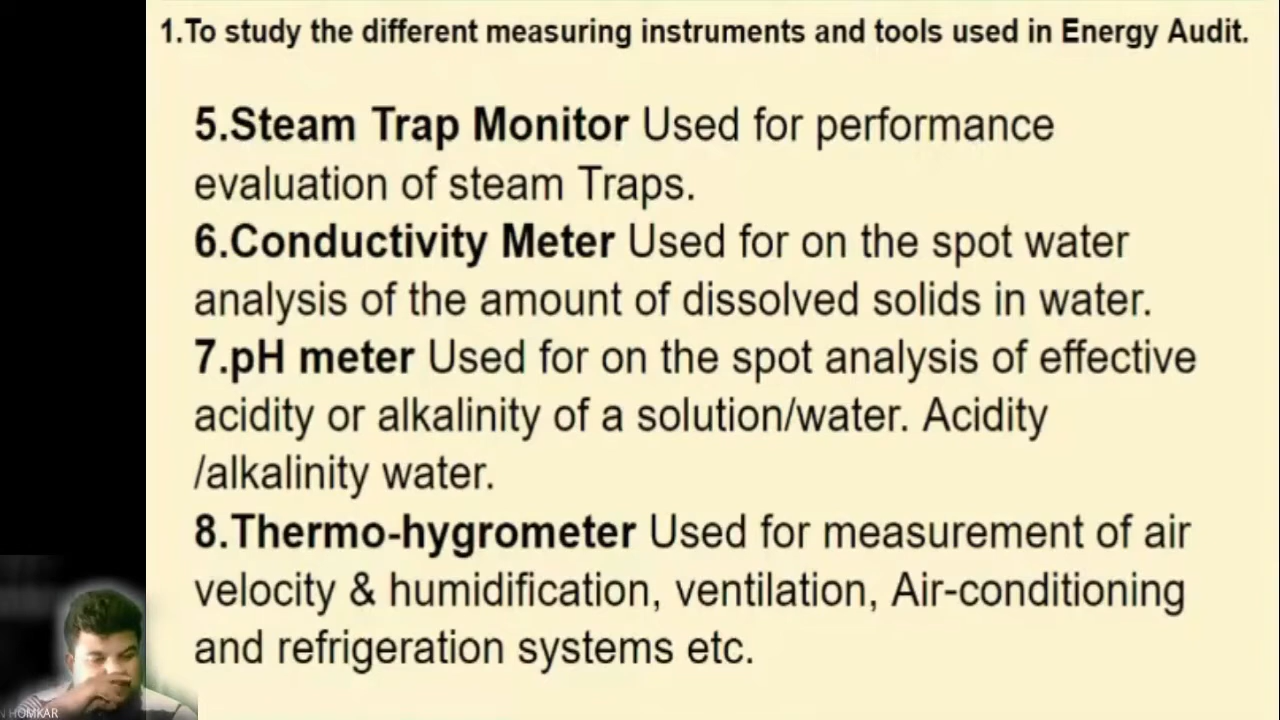 1.To study the different measuring instruments and tools used in Energy Audit.
5.Steam Trap Monitor Used for performance
evaluation of steam Traps.
6.Conductivity Meter Used for on the spot water
analysis of the amount of dissolved solids in water.
7.pH meter Used for on the spot analysis of effective
acidity or alkalinity of a solution/water. Acidity
/alkalinity water.
8.Thermo-hygrometer Used for measurement of air
velocity & humidification, ventilation, Air-conditioning
and refrigeration systems etc.
N HOMKAR